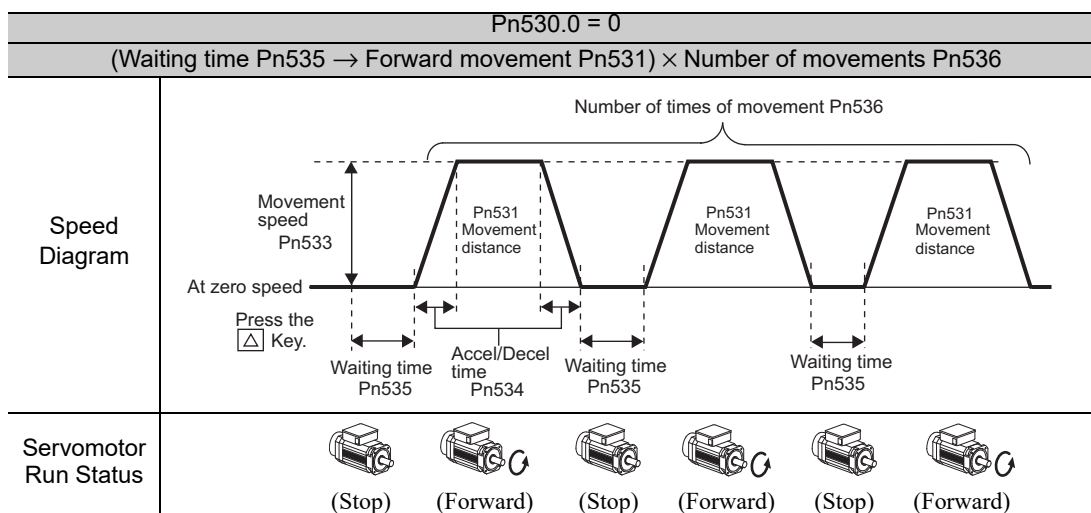 Pn530.0 = 0
(Waiting time Pn535 → Forward movement Pn531) × Number of movements Pn536
Speed
Diagram
Number of times of movement Pn536
Movement
speed
Pn533
Pn531
Movement
distance
Pn531
Movement
distance
Pn531
Movement
distance
At zero speed
Press the
△ Key.
Waiting time
Pn535
Accel/Decel
time
Pn534
Waiting time
Pn535
Waiting time
Pn535
Servomotor
Run Status
(Stop) (Forward) (Stop) (Forward) (Stop) (Forward)